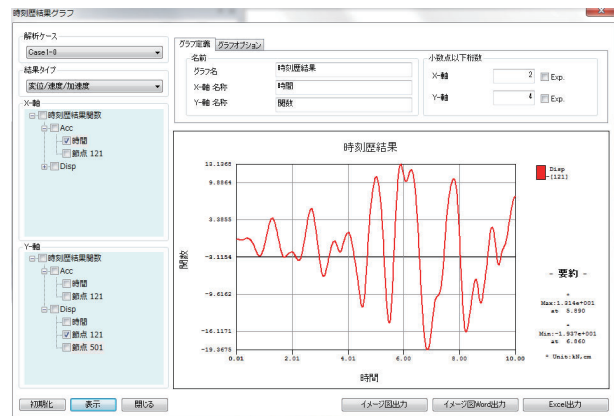 時刻歴結果グラフ
解析ケース
Case1-8
結果タイプ
変位/速度/加速度
X-軸
時刻歴結果関数
Acc
時間
節点 121
Disp
Y-軸
時刻歴結果関数
Acc
時間
節点 121
Disp
時間
節点 121
節点 501
グラフ定義 グラフオプション
名前
グラフ名 時刻歴結果
X-軸 名称 時間
Y-軸 名称 関数
小数点以下桁数
X-軸 2 Exp.
Y-軸 4 Exp.
時刻歴結果
13.1365
9.8864
3.3855
-3.1154
-9.6162
-16.1171
-19.3675
0.01 2.01 4.01 6.00 8.00 10.00
関数
時間
Disp
-[121]
- 要約 -
*
Max:1.314e+001
at 5.890
*
Min:-1.937e+001
at 6.860
* Unit:kN,cm
初期化 表示 閉じる イメージ図出力 イメージ図Word出力 Excel出力